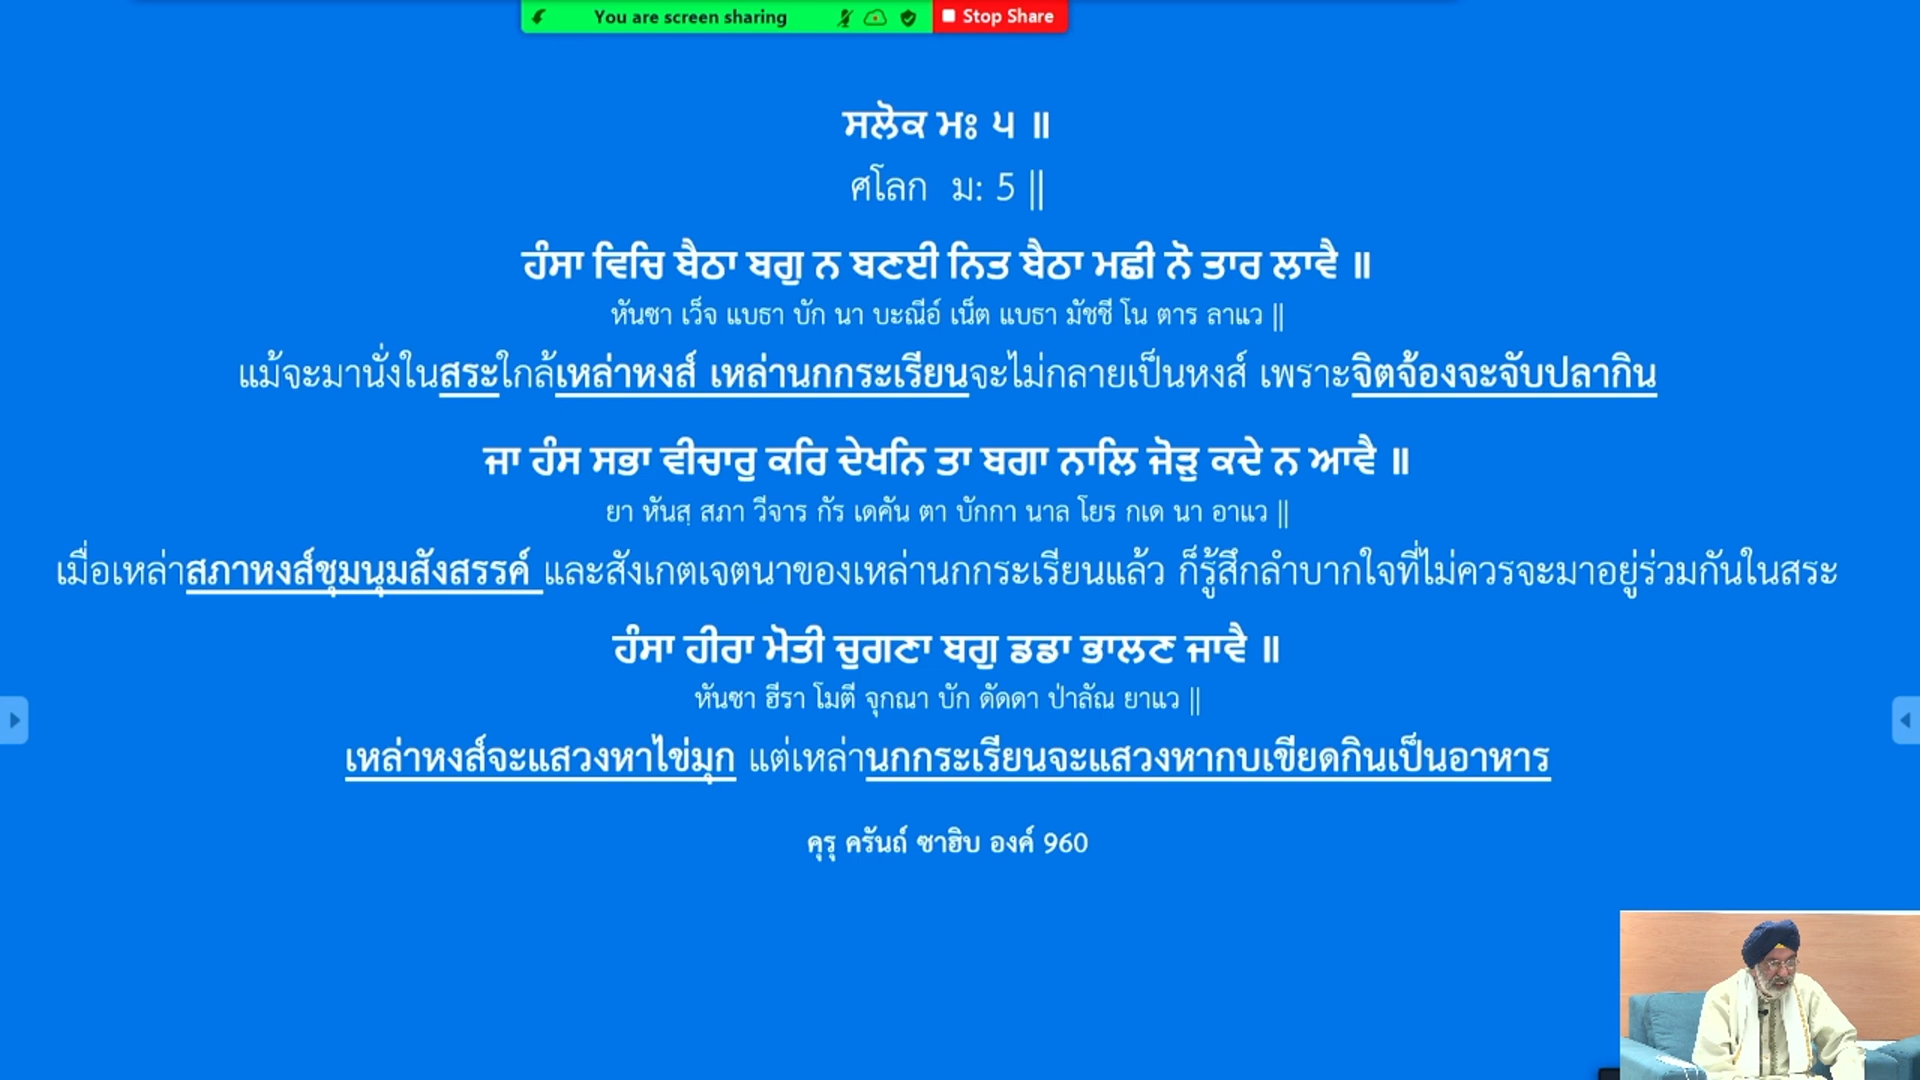 You are screen sharing Stop Share
ਸਲੋਕ ਮਃ ੫ ॥
ศโลก ม: 5 ||
ਹੰਸਾ ਵਿਚਿ ਬੈਠਾ ਬਗੁ ਨ ਬਣਈ ਨਿਤ ਬੈਠਾ ਮਛੀ ਨੋ ਤਾਰ ਲਾਵੈ ॥
หันซา เว็จ แบธา บัก นา บะณีอ์ เน็ต แบธา มัชชี โน ตาร ลาแว ||
แม้จะมานั่งในสระใกล้เหล่าหงส์ เหล่านกกระเรียนจะไม่กลายเป็นหงส์ เพราะจิตจ้องจะจับปลากิน
ਜਾ ਹੰਸ ਸਭਾ ਵੀਚਾਰੁ ਕਰਿ ਦੇਖਨਿ ਤਾ ਬਗਾ ਨਾਲਿ ਜੋੜੁ ਕਦੇ ਨ ਆਵੈ ॥
ยา หันสฺ สภา วีจาร กัร เดคัน ตา บักกา นาล โยร กเด นา อาแว ||
เมื่อเหล่าสภาหงส์ชุมนุมสังสรรค์ และสังเกตเจตนาของเหล่านกกระเรียนแล้ว ก็รู้สึกลำบากใจที่ไม่ควรจะมาอยู่ร่วมกันในสระ
ਹੰਸਾ ਹੀਰਾ ਮੋਤੀ ਚੁਗਣਾ ਬਗੁ ਡਡਾ ਭਾਲਣ ਜਾਵੈ ॥
หันซา ฮีรา โมตี จุกณา บัก ดัดดา ป่าลัณ ยาแว ||
เหล่าหงส์จะแสวงหาไข่มุก แต่เหล่านกกระเรียนจะแสวงหากบเขียดกินเป็นอาหาร
คุรุ ครันถ์ ซาฮิบ องค์ 960